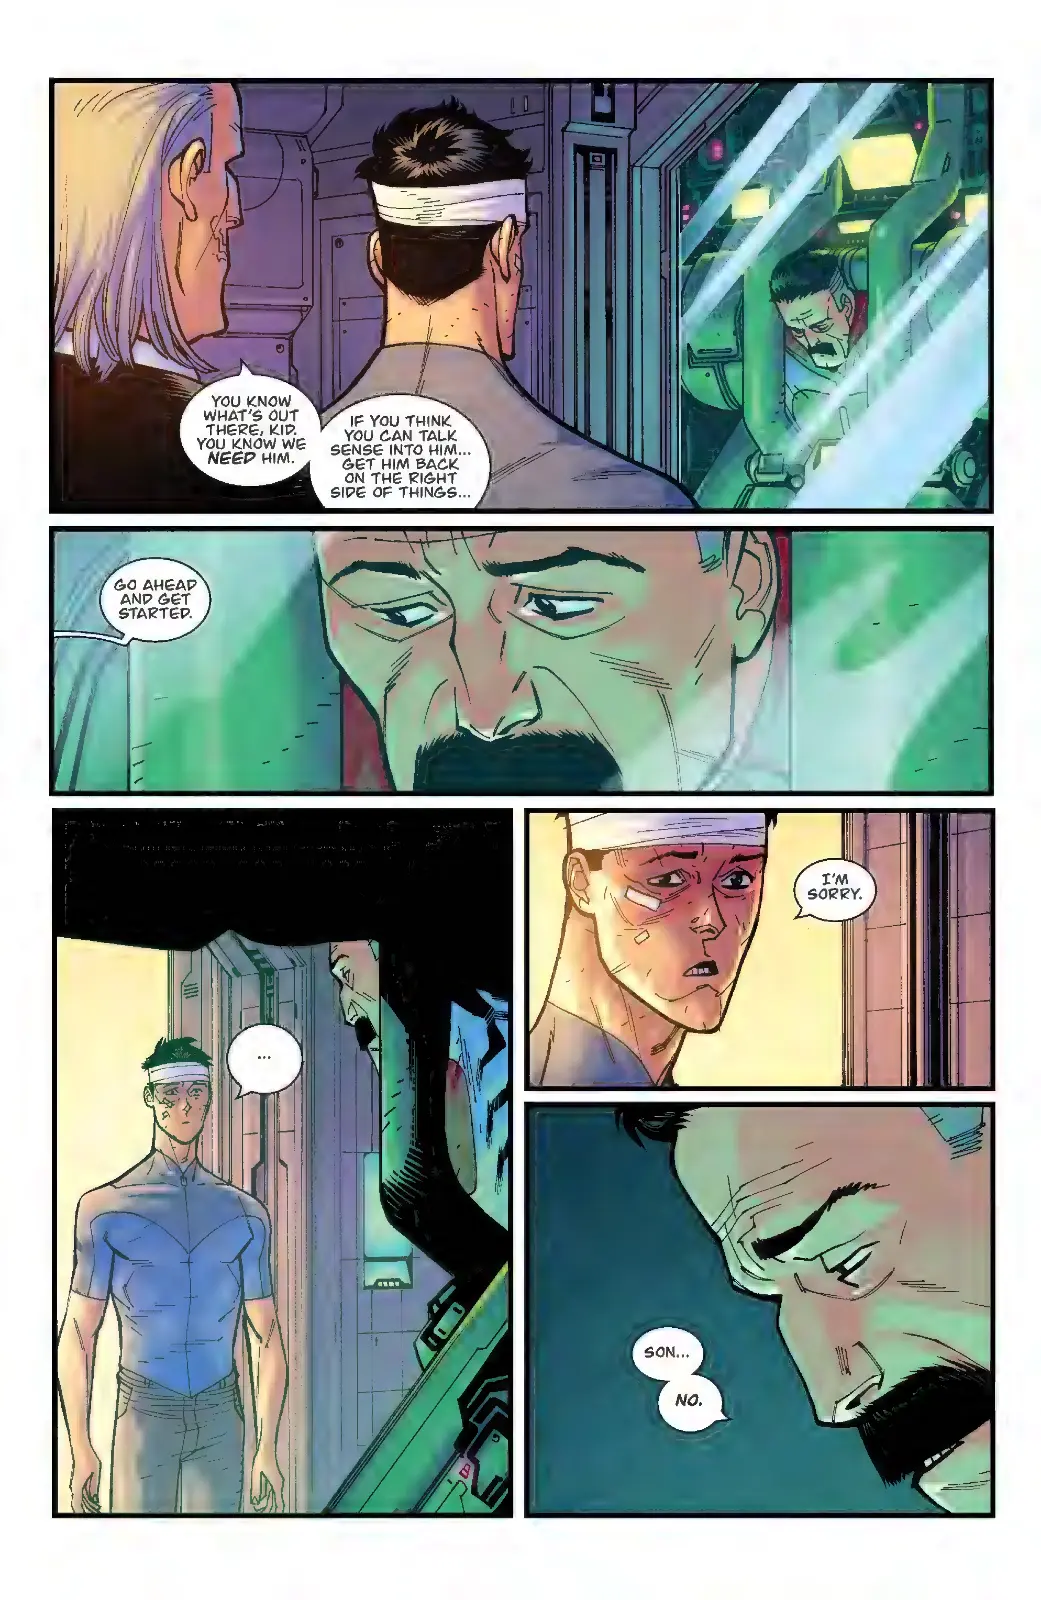 YOU KNOW
WHAT'S OUT
THERE, KID.
YOU KNOW WE
NEED HIM.
IF YOU THINK
YOU CAN TALK
SENSE INTO HIM...
GET HIM BACK
ON THE RIGHT
SIDE OF THINGS...
GO AHEAD
AND GET
STARTED.
...
I'M
SORRY.
SON...
NO.